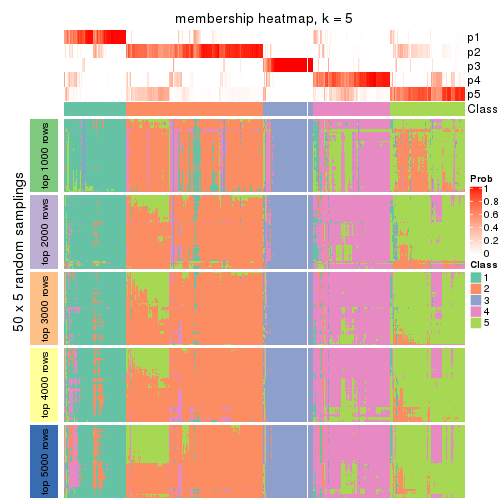 membership heatmap, k = 5
p1
p2
p3
p4
p5
Class
50 x 5 random samplings
top 1000 rows
top 2000 rows
top 3000 rows
top 4000 rows
top 5000 rows
Prob
1
0.8
0.6
0.4
0.2
0
Class
1
2
3
4
5